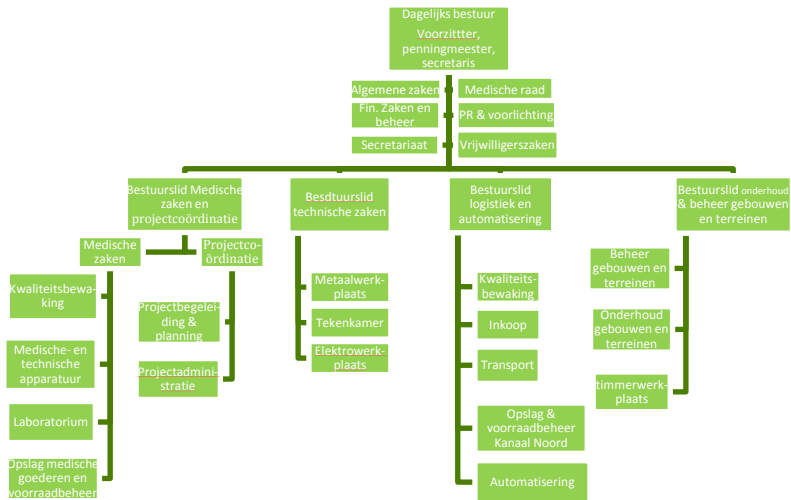 Dagelijks bestuur
Voorzittter,
penningmeester,
secretaris
Algemene zaken
Medische raad
Fin. Zaken en
beheer
PR & voorlichting
Secretariaat
Vrijwilligerszaken
Bestuurslid Medische
zaken en
projectcoördinatie
Besdtuurslid
technische zaken
Bestuurslid
logistiek en
automatisering
Bestuurslid onderhoud
& beheer gebouwen
en terreinen
Medische
zaken
Projectco-
ördinatie
Kwaliteitsbewa-
king
Medische- en
technische
apparatuur
Laboratorium
Opslag medische
goederen en
voorraadbeheer
Projectbegelei-
ding &
planning
Projectadmini-
stratie
Metaalwerk-
plaats
Tekenkamer
Elektrowerk-
plaats
Kwaliteits-
bewaking
Inkoop
Transport
Opslag &
voorraadbeheer
Kanaal Noord
Automatisering
Beheer
gebouwen en
terreinen
Onderhoud
gebouwen en
terreinen
timmerwerk-
plaats